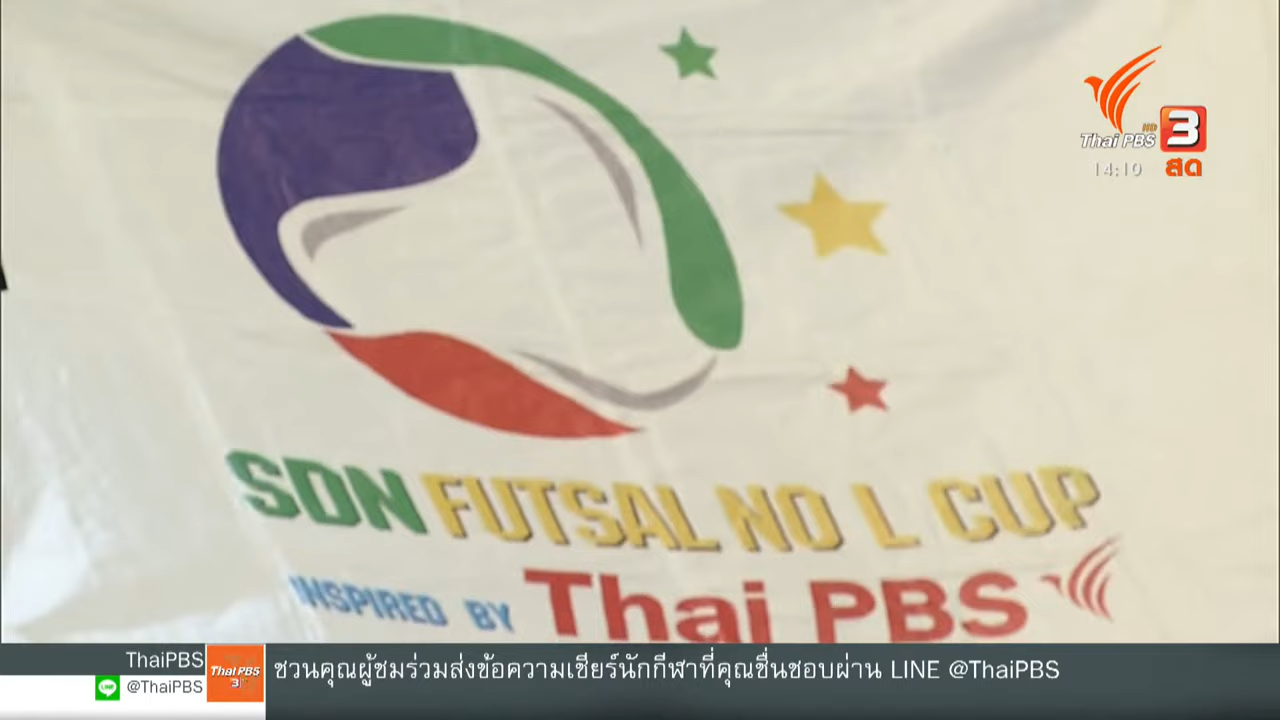 Thai PBS HD 3
14:10 สด
SDN FUTSAL NO L CUP
INSPIRED BY Thai PBS
ThaiPBS
@ThaiPBS
Thai PBS
3
ชวนคุณผู้ชมร่วมส่งข้อความเชียร์นักกีฬาที่คุณชื่นชอบผ่าน LINE @ThaiPBS